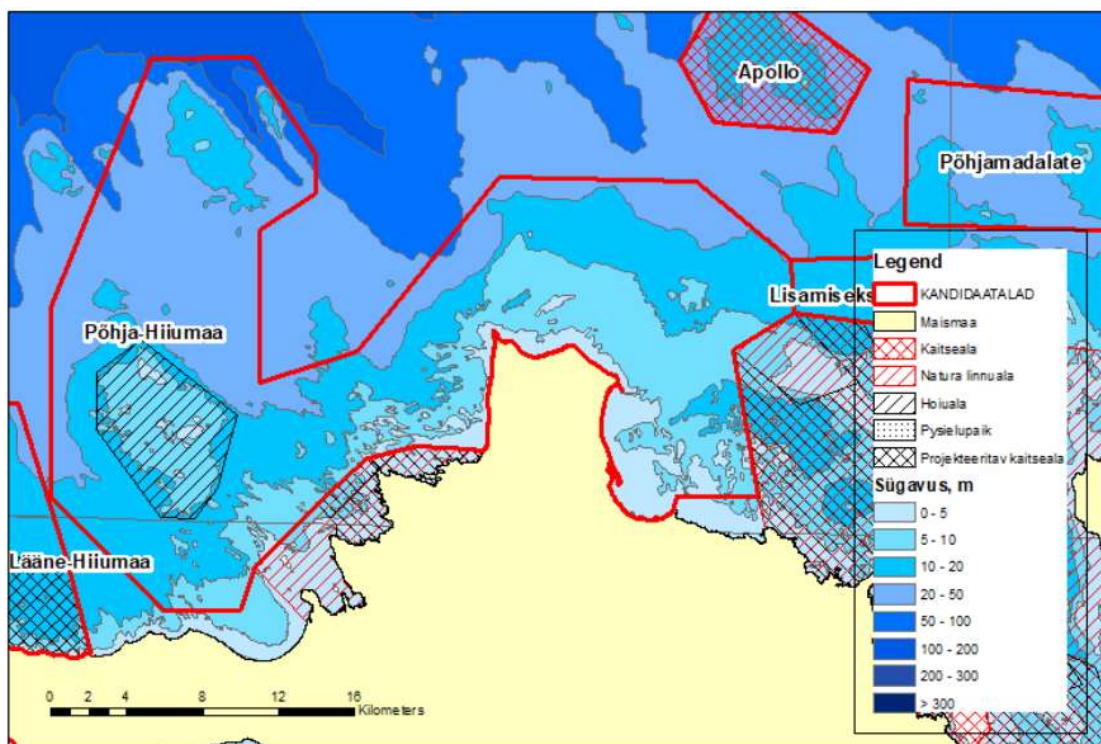 Apollo
Põhjamadalate
Põhja-Hiiumaa
Lisamiseks
Lääne-Hiiumaa
Legend
KANDIDAATALAD
Maismaa
Kaitseala
Natura linnuala
Hoiuala
Pysielupaik
Projekteeritav kaitseala
Sügavus, m
0 - 5
5 - 10
10 - 20
20 - 50
50 - 100
100 - 200
200 - 300
> 300
0 2 4 8 12 16
Kilometers